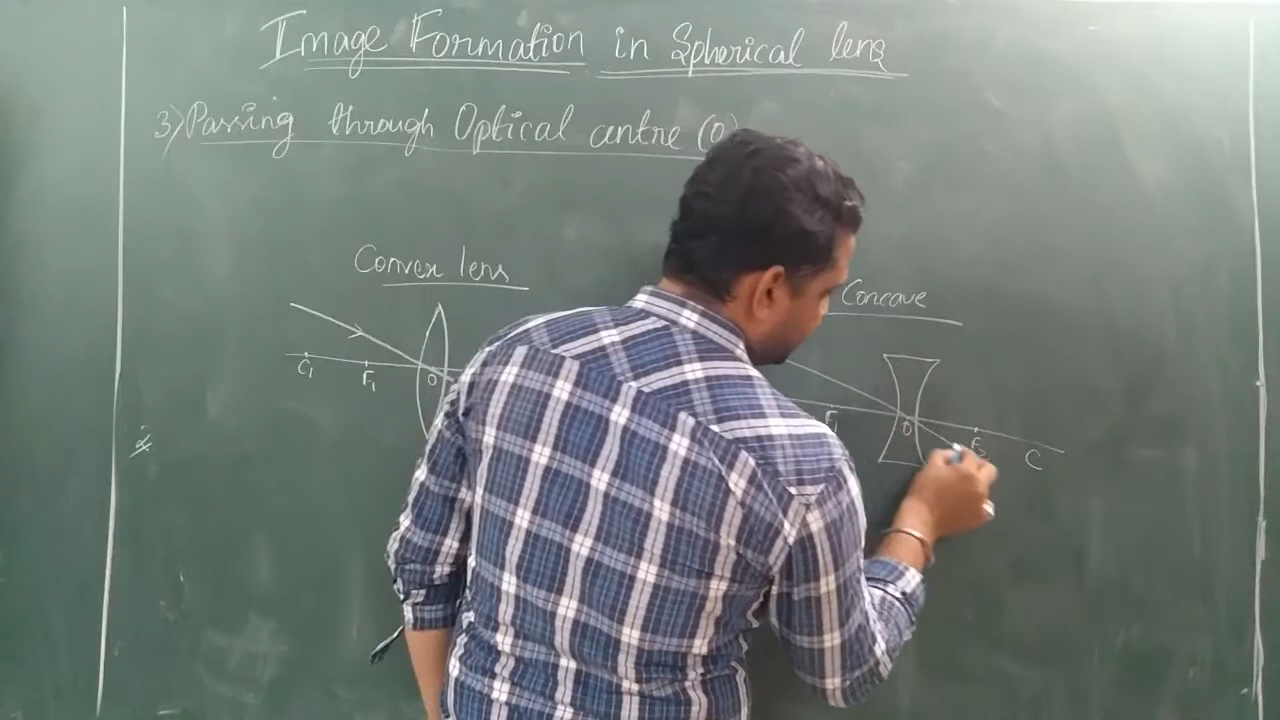 Image Formation in Spherical lens
3) Passing through Optical centre (O)
Convex lens
Concave
C₁ F₁ O
F₁ O F₂ C